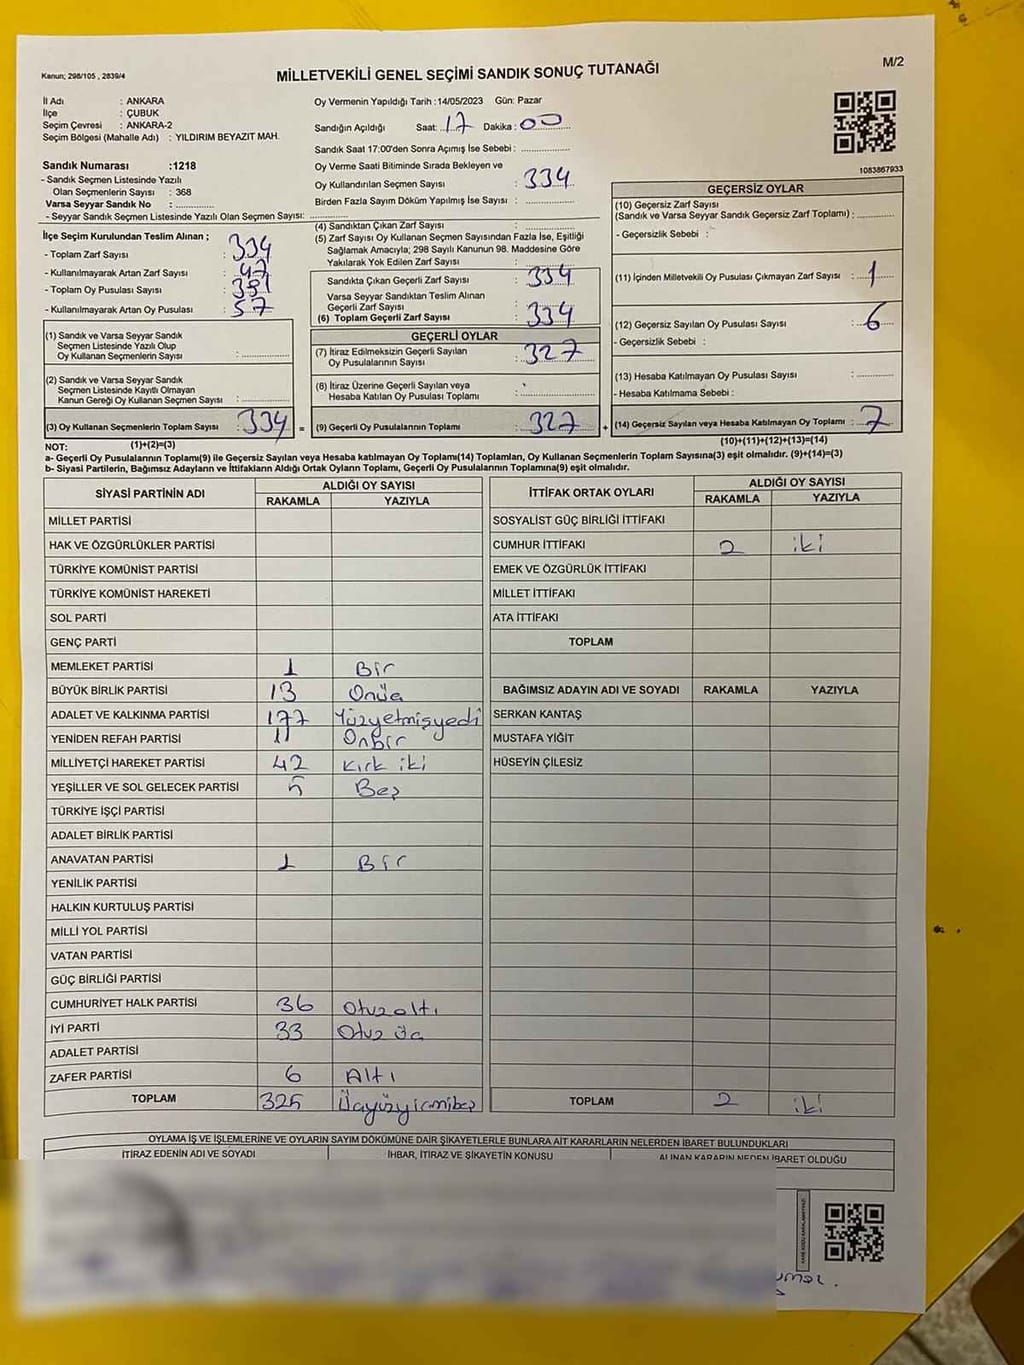 Kanun; 298/105 , 2839/4
MİLLETVEKİLİ GENEL SEÇİMİ SANDIK SONUÇ TUTANAĞI
M/2
İl Adı : ANKARA
İlçe : ÇUBUK
Seçim Çevresi : ANKARA-2
Seçim Bölgesi (Mahalle Adı) : YILDIRIM BEYAZIT MAH.
Sandık Numarası :1218
- Sandık Seçmen Listesinde Yazılı
Olan Seçmenlerin Sayısı : 368
Varsa Seyyar Sandık No :
- Seyyar Sandık Seçmen Listesinde Yazılı Olan Seçmen Sayısı:
Oy Vermenin Yapıldığı Tarih :14/05/2023 Gün: Pazar
Sandığın Açıldığı Saat: 17 Dakika : 00
Sandık Saat 17:00'den Sonra Açımış İse Sebebi :
Oy Verme Saati Bitiminde Sırada Bekleyen ve
Oy Kullandırılan Seçmen Sayısı : 334
Birden Fazla Sayım Döküm Yapılmış İse Sayısı :
1083867933
İlçe Seçim Kurulundan Teslim Alınan ;
- Toplam Zarf Sayısı : 334
- Kullanılmayarak Artan Zarf Sayısı : 47
- Toplam Oy Pusulası Sayısı : 391
- Kullanılmayarak Artan Oy Pusulası : 57
(1) Sandık ve Varsa Seyyar Sandık
Seçmen Listesinde Yazılı Olup
Oy Kullanan Seçmenlerin Sayısı :
(2) Sandık ve Varsa Seyyar Sandık
Seçmen Listesinde Kayıtlı Olmayan
Kanun Gereği Oy Kullanan Seçmen Sayısı :
(3) Oy Kullanan Seçmenlerin Toplam Sayısı : 334 =
(4) Sandıktan Çıkan Zarf Sayısı :
(5) Zarf Sayısı Oy Kullanan Seçmen Sayısından Fazla İse, Eşitliği
Sağlamak Amacıyla; 298 Sayılı Kanunun 98. Maddesine Göre
Yakılarak Yok Edilen Zarf Sayısı :
Sandıkta Çıkan Geçerli Zarf Sayısı : 334
Varsa Seyyar Sandıktan Teslim Alınan
Geçerli Zarf Sayısı :
(6) Toplam Geçerli Zarf Sayısı : 334
GEÇERLİ OYLAR
(7) İtiraz Edilmeksizin Geçerli Sayılan
Oy Pusulalarının Sayısı : 327
(8) İtiraz Üzerine Geçerli Sayılan veya
Hesaba Katılan Oy Pusulası Toplamı :
(9) Geçerli Oy Pusulalarının Toplamı : 327 +
GEÇERSİZ OYLAR
(10) Geçersiz Zarf Sayısı
(Sandık ve Varsa Seyyar Sandık Geçersiz Zarf Toplamı) :
- Geçersizlik Sebebi :
(11) İçinden Milletvekili Oy Pusulası Çıkmayan Zarf Sayısı : 1
(12) Geçersiz Sayılan Oy Pusulası Sayısı : 6
- Geçersizlik Sebebi :
(13) Hesaba Katılmayan Oy Pusulası Sayısı :
- Hesaba Katılmama Sebebi :
(14) Geçersiz Sayılan veya Hesaba Katılmayan Oy Toplamı : 7
NOT: (1)+(2)=(3) (10)+(11)+(12)+(13)=(14)
a- Geçerli Oy Pusulalarının Toplamı(9) ile Geçersiz Sayılan veya Hesaba katılmayan Oy Toplamı(14) Toplamları, Oy Kullanan Seçmenlerin Toplam Sayısına(3) eşit olmalıdır. (9)+(14)=(3)
b- Siyasi Partilerin, Bağımsız Adayların ve İttifakların Aldığı Ortak Oyların Toplamı, Geçerli Oy Pusulalarının Toplamına(9) eşit olmalıdır.
SİYASİ PARTİNİN ADI ALDIĞI OY SAYISI
RAKAMLA YAZIYLA
MİLLET PARTİSİ
HAK VE ÖZGÜRLÜKLER PARTİSİ
TÜRKİYE KOMÜNİST PARTİSİ
TÜRKİYE KOMÜNİST HAREKETİ
SOL PARTİ
GENÇ PARTİ
MEMLEKET PARTİSİ 1 Bir
BÜYÜK BİRLİK PARTİSİ 13 Onüç
ADALET VE KALKINMA PARTİSİ 177 Yüzyetmişyedi
YENİDEN REFAH PARTİSİ 11 Onbir
MİLLİYETÇİ HAREKET PARTİSİ 42 Kırk iki
YEŞİLLER VE SOL GELECEK PARTİSİ 5 Beş
TÜRKİYE İŞÇİ PARTİSİ
ADALET BİRLİK PARTİSİ
ANAVATAN PARTİSİ 1 Bir
YENİLİK PARTİSİ
HALKIN KURTULUŞ PARTİSİ
MİLLİ YOL PARTİSİ
VATAN PARTİSİ
GÜÇ BİRLİĞİ PARTİSİ
CUMHURİYET HALK PARTİSİ 36 Otuzaltı
İYİ PARTİ 33 Otuz üç
ADALET PARTİSİ
ZAFER PARTİSİ 6 Altı
TOPLAM 325 Üçyüzyirmibeş
İTTİFAK ORTAK OYLARI ALDIĞI OY SAYISI
RAKAMLA YAZIYLA
SOSYALİST GÜÇ BİRLİĞİ İTTİFAKI
CUMHUR İTTİFAKI 2 iki
EMEK VE ÖZGÜRLÜK İTTİFAKI
MİLLET İTTİFAKI
ATA İTTİFAKI
TOPLAM
BAĞIMSIZ ADAYIN ADI VE SOYADI RAKAMLA YAZIYLA
SERKAN KANTAŞ
MUSTAFA YİĞİT
HÜSEYİN ÇİLESİZ
TOPLAM 2 iki
OYLAMA İŞ VE İŞLEMLERİNE VE OYLARIN SAYIM DÖKÜMÜNE DAİR ŞİKAYETLERLE BUNLARA AİT KARARLARIN NELERDEN İBARET BULUNDUKLARI
İTİRAZ EDENİN ADI VE SOYADI İHBAR, İTİRAZ VE ŞİKAYETİN KONUSU ALINAN KARARIN NEDEN İBARET OLDUĞU